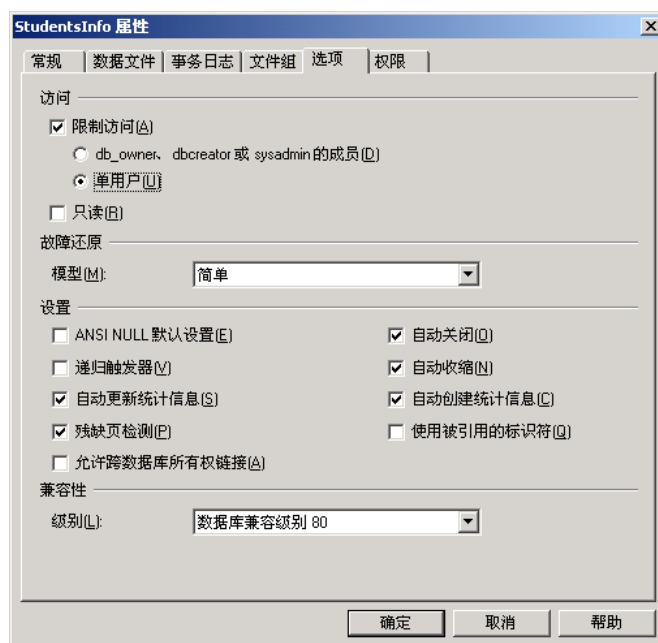 StudentsInfo 属性
常规 数据文件 事务日志 文件组 选项 权限
访问
限制访问(A)
db_owner、dbcreator 或 sysadmin 的成员(D)
单用户(U)
只读(R)
故障还原
模型(M): 简单
设置
ANSI NULL 默认设置(E) 自动关闭(O)
递归触发器(V) 自动收缩(N)
自动更新统计信息(S) 自动创建统计信息(C)
残缺页检测(P) 使用被引用的标识符(Q)
允许跨数据库所有权链接(A)
兼容性
级别(L): 数据库兼容级别 80
确定 取消 帮助